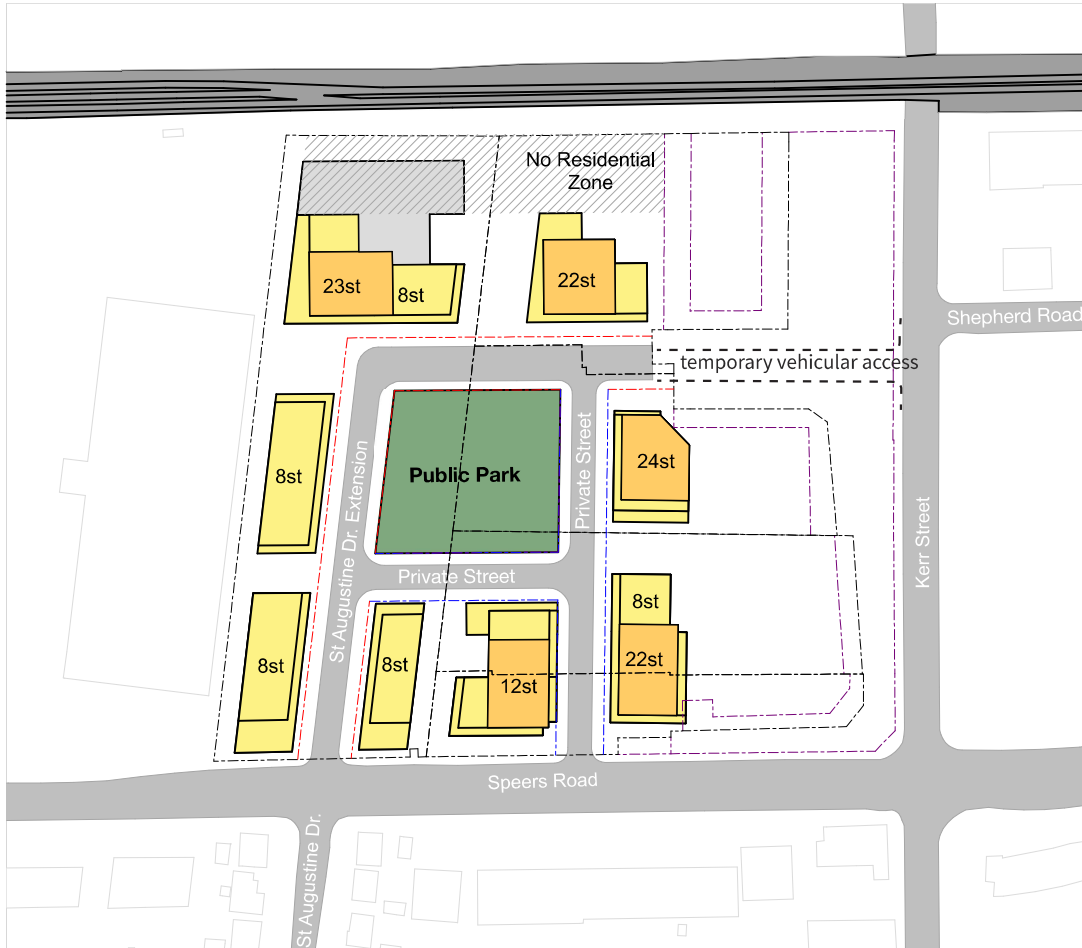 No Residential
Zone
23st
8st
22st
Shepherd Road
temporary vehicular access
24st
8st
Public Park
St Augustine Dr. Extension
Private Street
Kerr Street
Private Street
8st
8st
8st
22st
12st
Speers Road
St Augustine Dr.